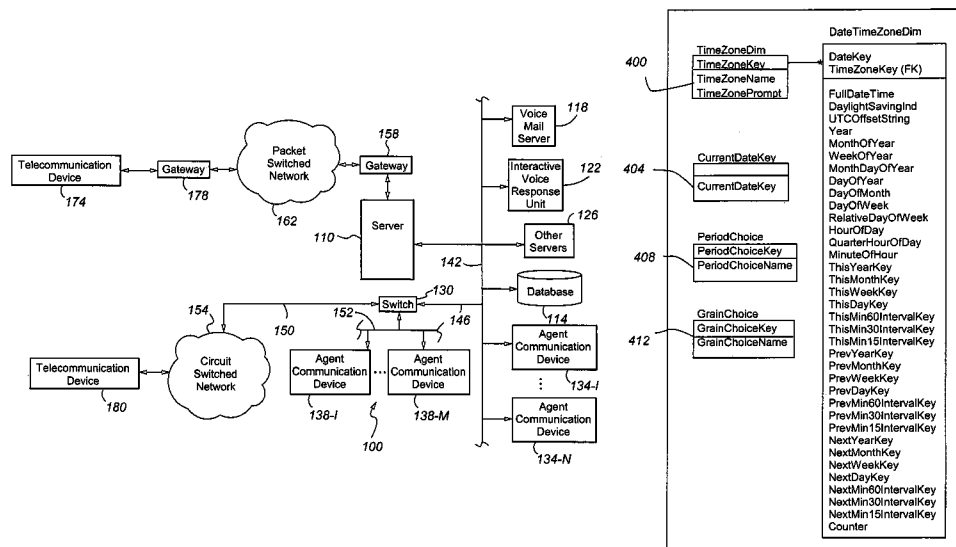 Telecommunication
Device
174
Gateway
178
Packet
Switched
Network
162
158
Gateway
Server
110
142
Voice
Mail
Server
118
Interactive
Voice
Response
Unit
122
Other
Servers
126
Database
114
130
Switch
146
150
152
154
Circuit
Switched
Network
Telecommunication
Device
180
Agent
Communication
Device
138-I
Agent
Communication
Device
138-M
100
Agent
Communication
Device
134-I
Agent
Communication
Device
134-N
400
TimeZoneDim
TimeZoneKey
TimeZoneName
TimeZonePrompt
404
CurrentDateKey
CurrentDateKey
408
PeriodChoice
PeriodChoiceKey
PeriodChoiceName
412
GrainChoice
GrainChoiceKey
GrainChoiceName
DateTimeZoneDim
DateKey
TimeZoneKey (FK)
FullDateTime
DaylightSavingInd
UTCOffsetString
Year
MonthOfYear
WeekOfYear
MonthDayOfYear
DayOfYear
DayOfMonth
DayOfWeek
RelativeDayOfWeek
HourOfDay
QuarterHourOfDay
MinuteOfHour
ThisYearKey
ThisMonthKey
ThisWeekKey
ThisDayKey
ThisMin60IntervalKey
ThisMin30IntervalKey
ThisMin15IntervalKey
PrevYearKey
PrevMonthKey
PrevWeekKey
PrevDayKey
PrevMin60IntervalKey
PrevMin30IntervalKey
PrevMin15IntervalKey
NextYearKey
NextMonthKey
NextWeekKey
NextDayKey
NextMin60IntervalKey
NextMin30IntervalKey
NextMin15IntervalKey
Counter